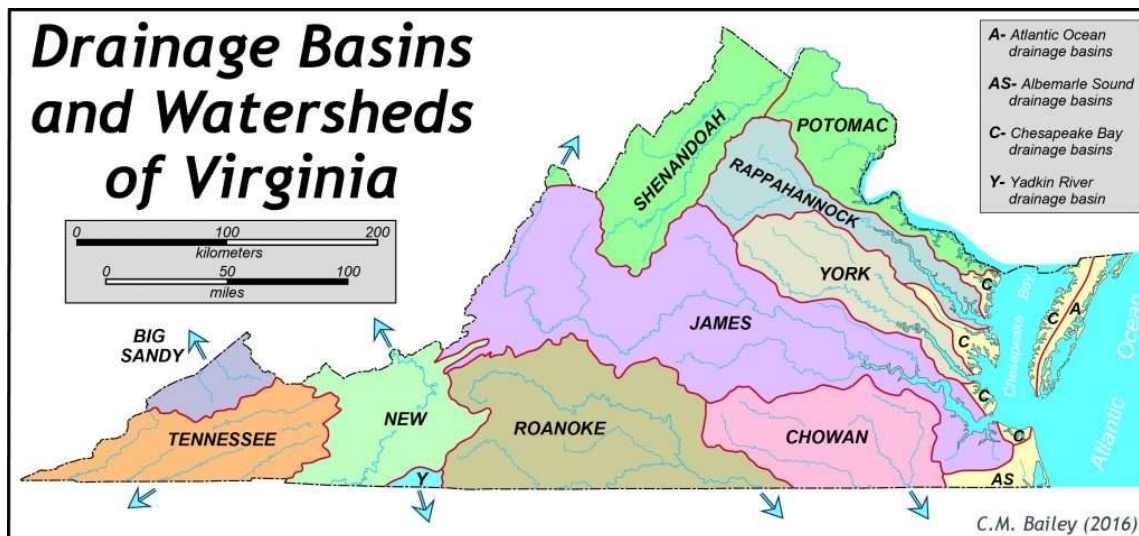 Drainage Basins
and Watersheds
of Virginia
0 100 200
kilometers
0 50 100
miles
A- Atlantic Ocean
drainage basins
AS- Albemarle Sound
drainage basins
C- Chesapeake Bay
drainage basins
Y- Yadkin River
drainage basin
SHENANDOAH
POTOMAC
RAPPAHANNOCK
YORK
C
Chesapeake Bay
C
A
Atlantic Ocean
JAMES
C
C
BIG
SANDY
TENNESSEE
NEW
Y
ROANOKE
CHOWAN
C
AS
C.M. Bailey (2016)